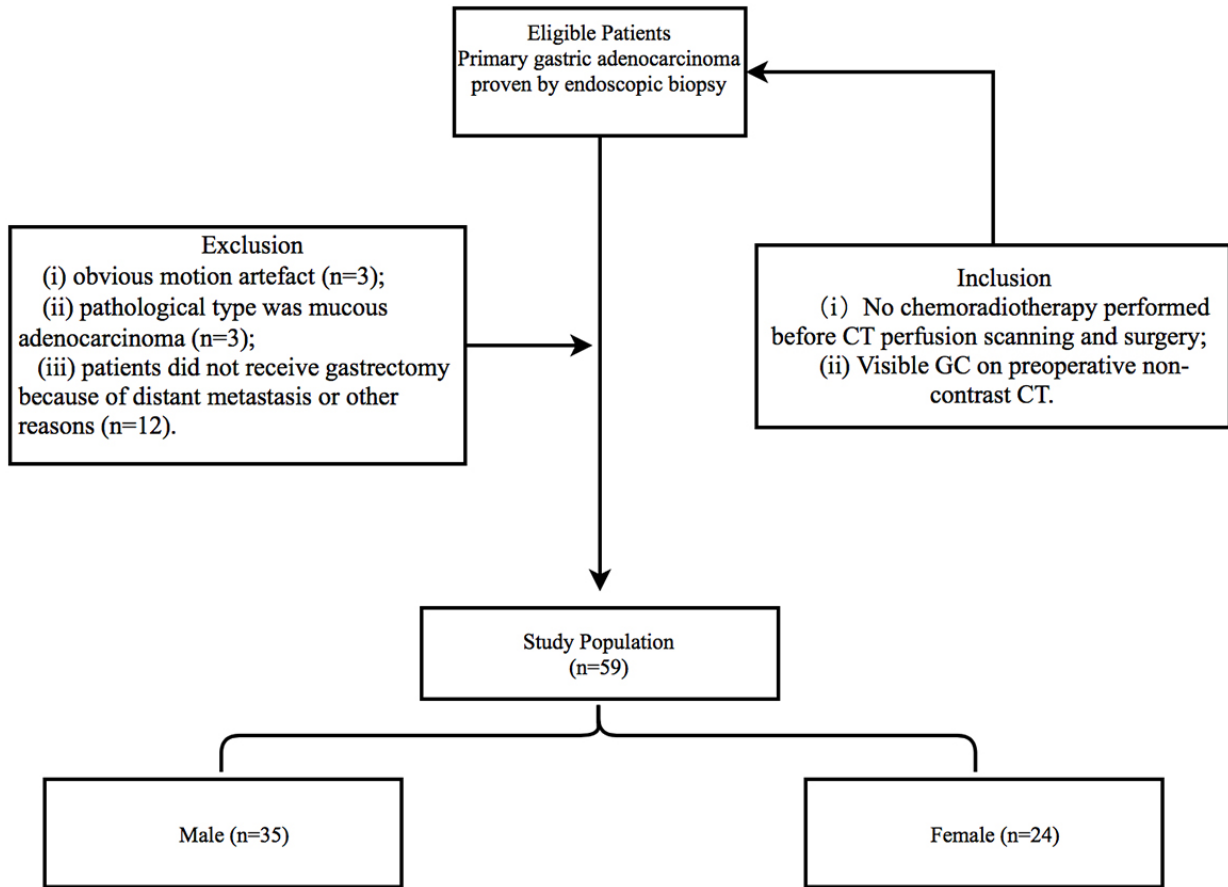 Eligible Patients
Primary gastric adenocarcinoma
proven by endoscopic biopsy
Exclusion
(i) obvious motion artefact (n=3);
(ii) pathological type was mucous
adenocarcinoma (n=3);
(iii) patients did not receive gastrectomy
because of distant metastasis or other
reasons (n=12).
Inclusion
（i） No chemoradiotherapy performed
before CT perfusion scanning and surgery;
(ii) Visible GC on preoperative non-
contrast CT.
Study Population
(n=59)
Male (n=35)
Female (n=24)